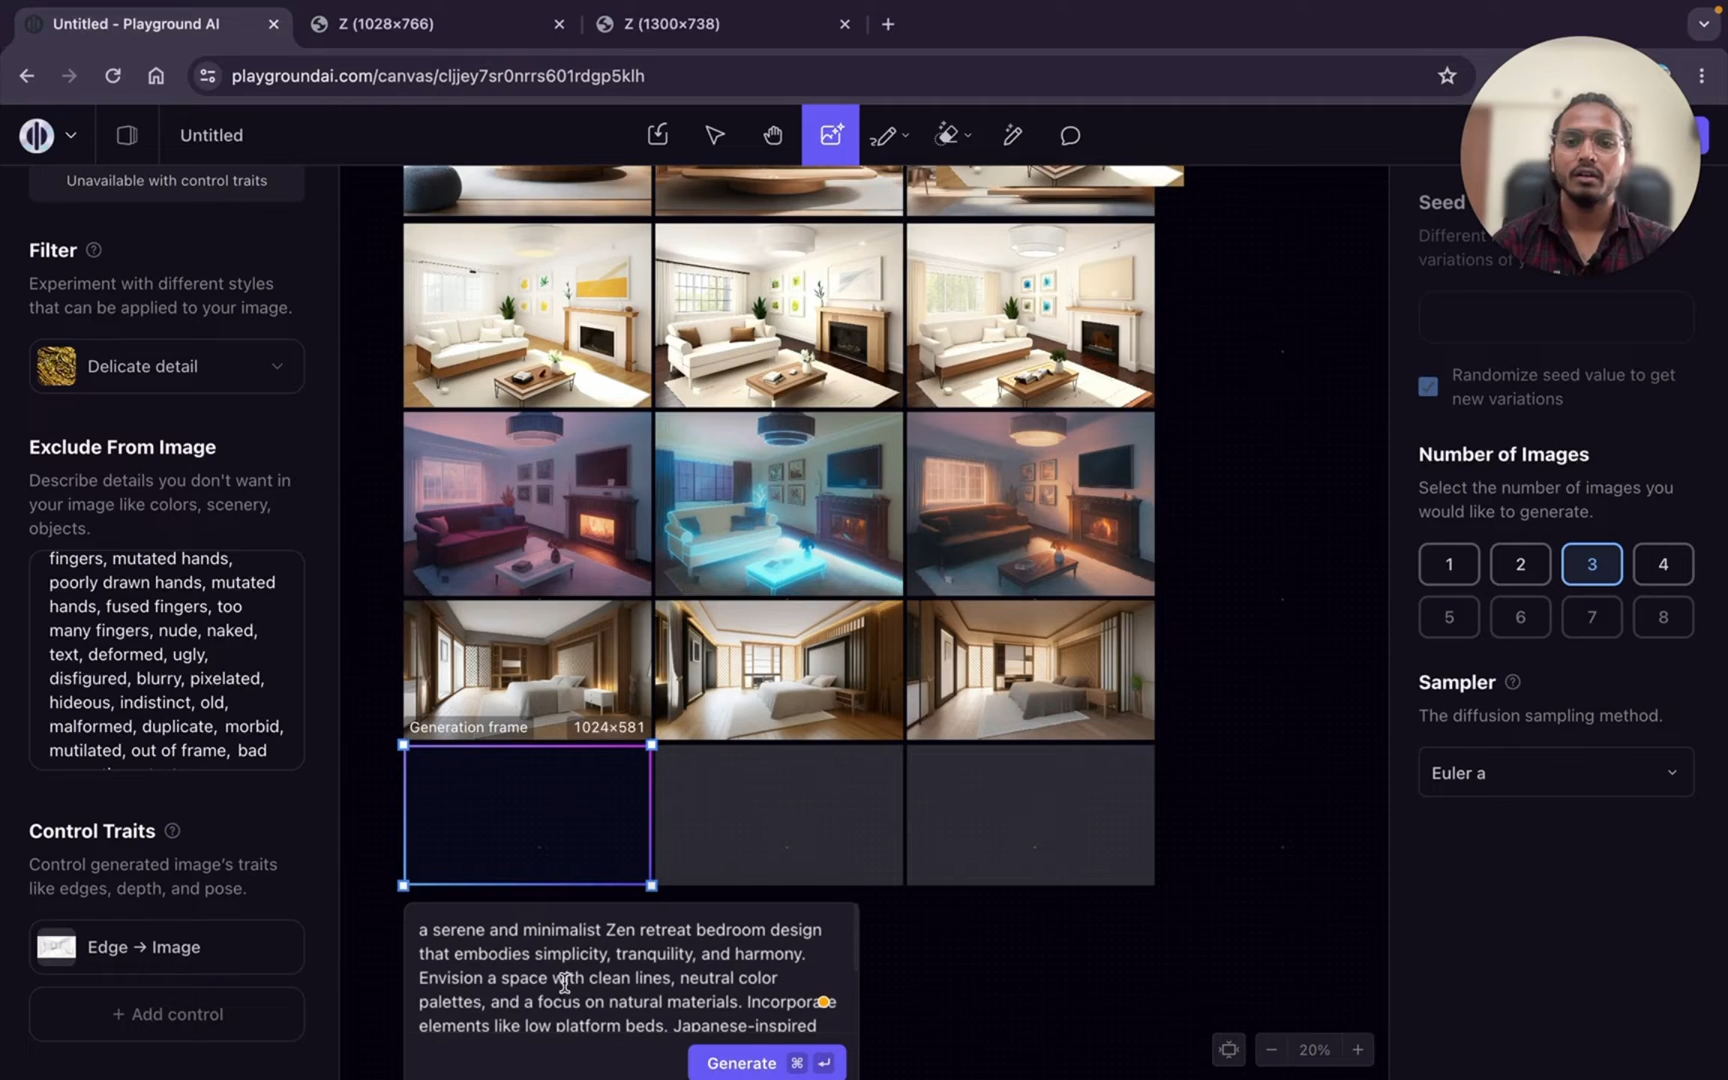 Untitled - Playground AI
Z (1028×766)
Z (1300×738)
playgroundai.com/canvas/cljjey7sr0nrrs601rdgp5klh
Untitled
Unavailable with control traits
Filter
Experiment with different styles
that can be applied to your image.
Delicate detail
Exclude From Image
Describe details you don't want in
your image like colors, scenery,
objects.
fingers, mutated hands,
poorly drawn hands, mutated
hands, fused fingers, too
many fingers, nude, naked,
text, deformed, ugly,
disfigured, blurry, pixelated,
hideous, indistinct, old,
malformed, duplicate, morbid,
mutilated, out of frame, bad
Control Traits
Control generated image's traits
like edges, depth, and pose.
Edge → Image
+ Add control
Generation frame 1024×581
a serene and minimalist Zen retreat bedroom design
that embodies simplicity, tranquility, and harmony.
Envision a space with clean lines, neutral color
palettes, and a focus on natural materials. Incorporate
elements like low platform beds. Japanese-inspired
Generate ⌘ ↵
Seed
Different
variations of
Randomize seed value to get
new variations
Number of Images
Select the number of images you
would like to generate.
1 2 3 4
5 6 7 8
Sampler
The diffusion sampling method.
Euler a
20%